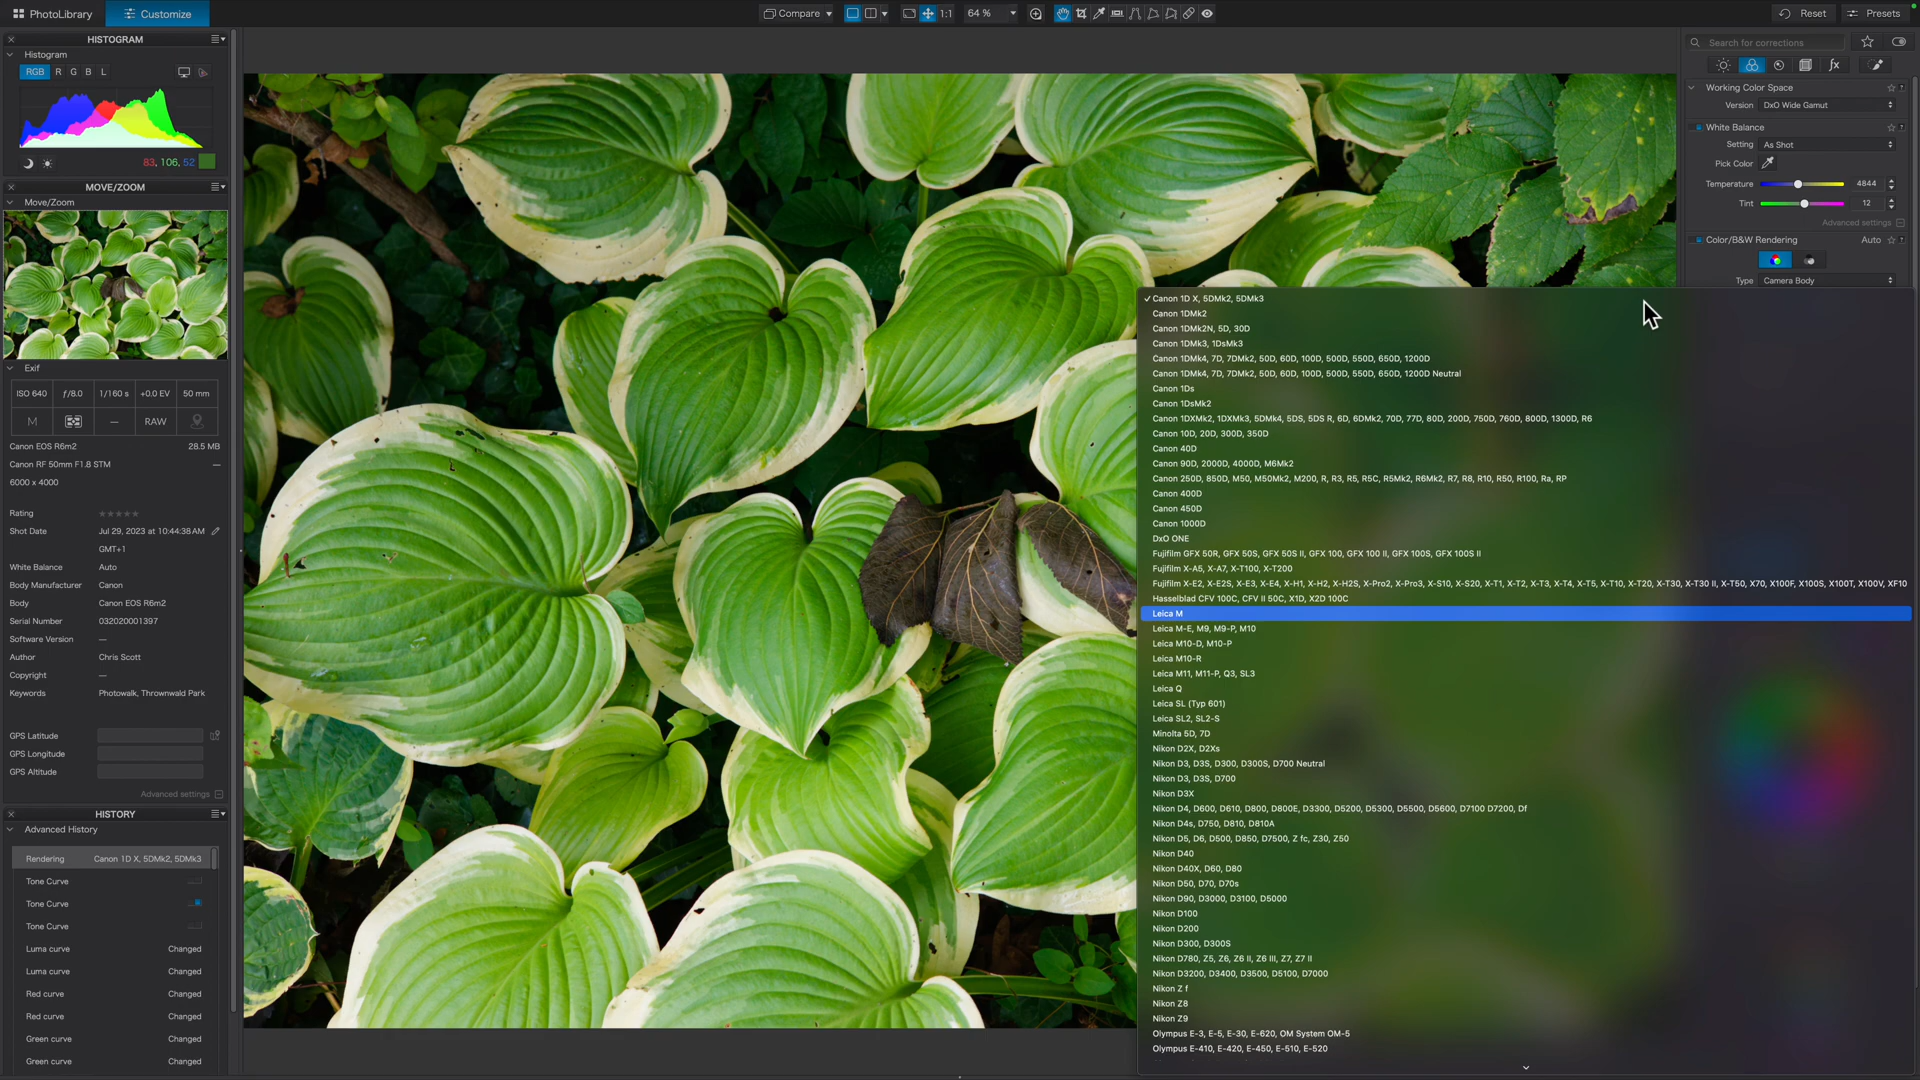 PhotoLibrary
Customize
Compare
1:1
64 %
Reset
Presets
HISTOGRAM
Histogram
RGB R G B L
83, 106, 52
MOVE/ZOOM
Move/Zoom
Exif
ISO 640 ƒ/8.0 1/160 s +0.0 EV 50 mm
M — RAW
Canon EOS R6m2 28.5 MB
Canon RF 50mm F1.8 STM —
6000 x 4000
Rating
Shot Date Jul 29, 2023 at 10:44:38 AM
GMT+1
White Balance Auto
Body Manufacturer Canon
Body Canon EOS R6m2
Serial Number 032020001397
Software Version —
Author Chris Scott
Copyright —
Keywords Photowalk, Thrownwald Park
GPS Latitude
GPS Longitude
GPS Altitude
Advanced settings
HISTORY
Advanced History
Rendering Canon 1D X, 5DMk2, 5DMk3
Tone Curve
Tone Curve
Tone Curve
Luma curve Changed
Luma curve Changed
Red curve Changed
Red curve Changed
Green curve Changed
Green curve Changed
Search for corrections
fx
Working Color Space
Version DxO Wide Gamut
White Balance
Setting As Shot
Pick Color
Temperature 4844
Tint 12
Advanced settings
Color/B&W Rendering Auto
Type Camera Body
✓ Canon 1D X, 5DMk2, 5DMk3
Canon 1DMk2
Canon 1DMk2N, 5D, 30D
Canon 1DMk3, 1DsMk3
Canon 1DMk4, 7D, 7DMk2, 50D, 60D, 100D, 500D, 550D, 650D, 1200D
Canon 1DMk4, 7D, 7DMk2, 50D, 60D, 100D, 500D, 550D, 650D, 1200D Neutral
Canon 1Ds
Canon 1DsMk2
Canon 1DXMk2, 1DXMk3, 5DMk4, 5DS, 5DS R, 6D, 6DMk2, 70D, 77D, 80D, 200D, 750D, 760D, 800D, 1300D, R6
Canon 10D, 20D, 300D, 350D
Canon 40D
Canon 90D, 2000D, 4000D, M6Mk2
Canon 250D, 850D, M50, M50Mk2, M200, R, R3, R5, R5C, R5Mk2, R6Mk2, R7, R8, R10, R50, R100, Ra, RP
Canon 400D
Canon 450D
Canon 1000D
DxO ONE
Fujifilm GFX 50R, GFX 50S, GFX 50S II, GFX 100, GFX 100 II, GFX 100S, GFX 100S II
Fujifilm X-A5, X-A7, X-T100, X-T200
Fujifilm X-E2, X-E2S, X-E3, X-E4, X-H1, X-H2, X-H2S, X-Pro2, X-Pro3, X-S10, X-S20, X-T1, X-T2, X-T3, X-T4, X-T5, X-T10, X-T20, X-T30, X-T30 II, X-T50, X70, X100F, X100S, X100T, X100V, XF10
Hasselblad CFV 100C, CFV II 50C, X1D, X2D 100C
Leica M
Leica M-E, M9, M9-P, M10
Leica M10-D, M10-P
Leica M10-R
Leica M11, M11-P, Q3, SL3
Leica Q
Leica SL (Typ 601)
Leica SL2, SL2-S
Minolta 5D, 7D
Nikon D2X, D2Xs
Nikon D3, D3S, D300, D300S, D700 Neutral
Nikon D3, D3S, D700
Nikon D3X
Nikon D4, D600, D610, D800, D800E, D3300, D5200, D5300, D5500, D5600, D7100 D7200, Df
Nikon D4s, D750, D810, D810A
Nikon D5, D6, D500, D850, D7500, Z fc, Z30, Z50
Nikon D40
Nikon D40X, D60, D80
Nikon D50, D70, D70s
Nikon D90, D3000, D3100, D5000
Nikon D100
Nikon D200
Nikon D300, D300S
Nikon D780, Z5, Z6, Z6 II, Z6 III, Z7, Z7 II
Nikon D3200, D3400, D3500, D5100, D7000
Nikon Z f
Nikon Z8
Nikon Z9
Olympus E-3, E-5, E-30, E-620, OM System OM-5
Olympus E-410, E-420, E-450, E-510, E-520